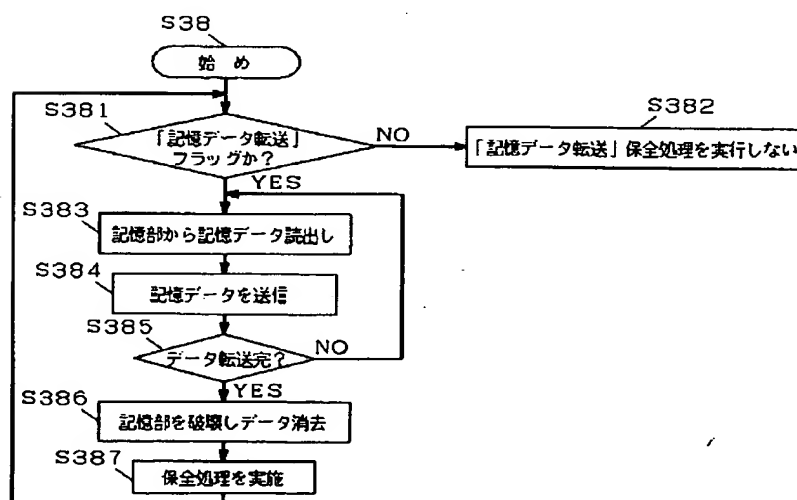 S38
始め
S381
「記憶データ転送」
フラッグか?
NO
S382
「記憶データ転送」保全処理を実行しない
YES
S383
記憶部から記憶データ読出し
S384
記憶データを送信
S385
データ転送完?
NO
YES
S386
記憶部を破壊しデータ消去
S387
保全処理を実施